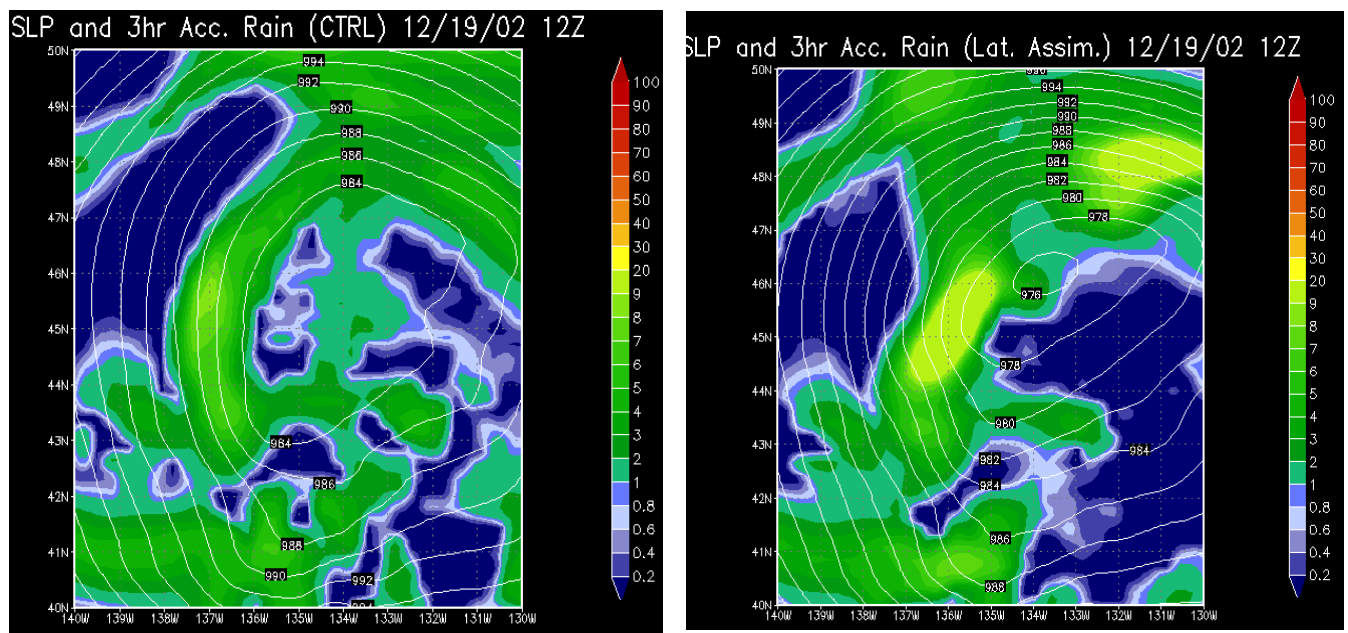 SLP and 3hr Acc. Rain (CTRL) 12/19/02 12Z
50N
49N
48N
47N
46N
45N
44N
43N
42N
41N
40N
140W 139W 138W 137W 136W 135W 134W 133W 132W 131W 130W
994
992
990
988
986
984
984
986
988
990
992
100
90
80
70
60
50
40
30
20
9
8
7
6
5
4
3
2
1
0.8
0.6
0.4
0.2
SLP and 3hr Acc. Rain (Lat. Assim.) 12/19/02 12Z
50N
49N
48N
47N
46N
45N
44N
43N
42N
41N
40N
140W 139W 138W 137W 136W 135W 134W 133W 132W 131W 130W
994
992
990
988
986
984
982
980
978
976
978
980
984
982
984
986
988
100
90
80
70
60
50
40
30
20
9
8
7
6
5
4
3
2
1
0.8
0.6
0.4
0.2